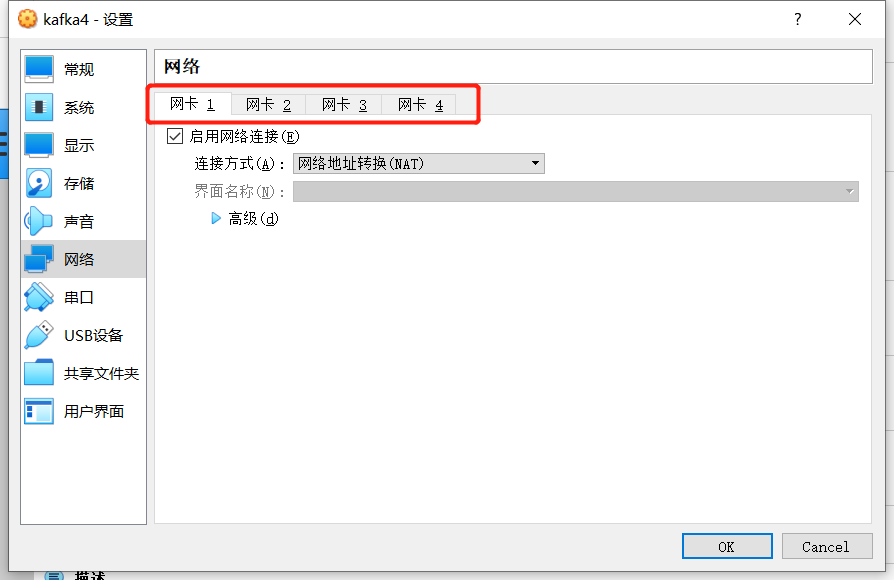 kafka4 - 设置
?
常规
系统
显示
存储
声音
网络
串口
USB设备
共享文件夹
用户界面
网络
网卡 1 网卡 2 网卡 3 网卡 4
启用网络连接(E)
连接方式(A): 网络地址转换(NAT)
界面名称(N):
高级(d)
OK Cancel
描述